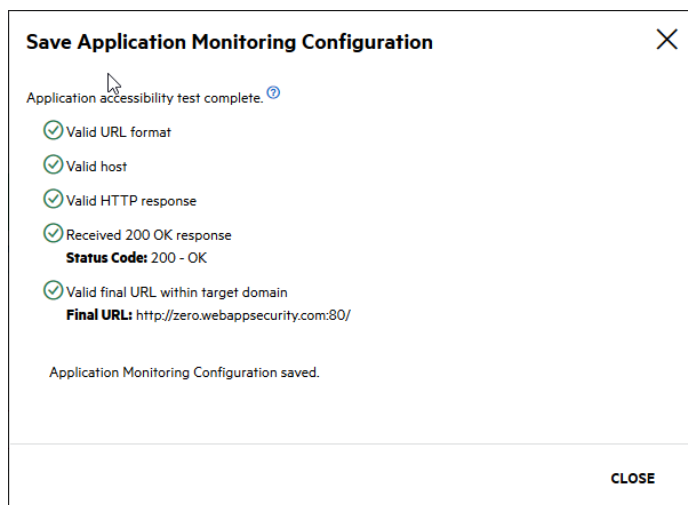 Save Application Monitoring Configuration
Application accessibility test complete.
Valid URL format
Valid host
Valid HTTP response
Received 200 OK response
Status Code: 200 - OK
Valid final URL within target domain
Final URL: http://zero.webappsecurity.com:80/
Application Monitoring Configuration saved.
CLOSE